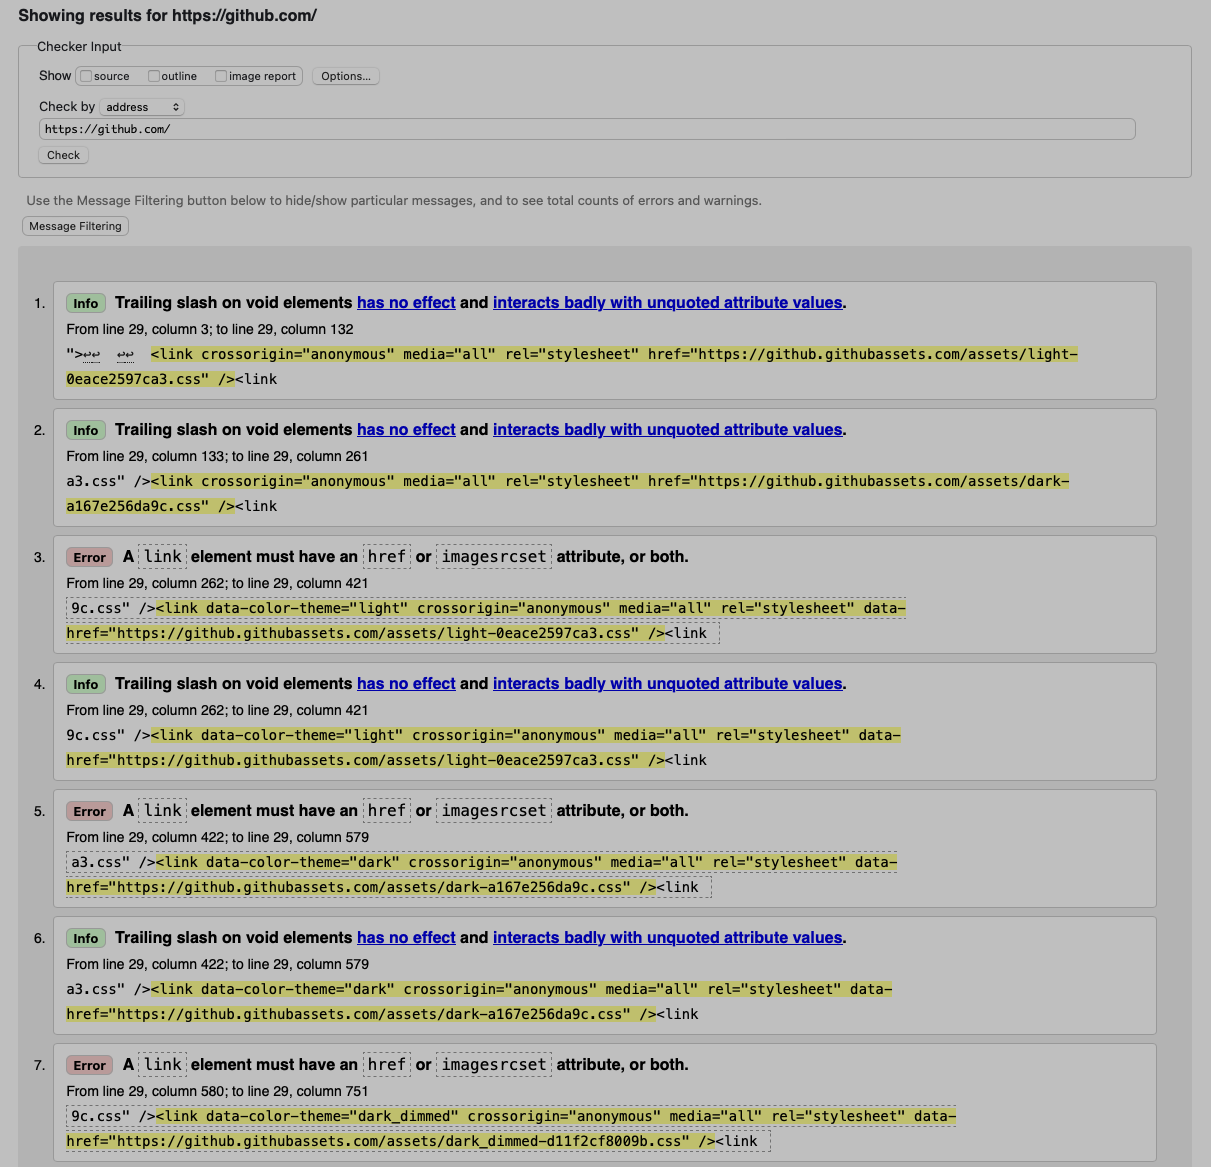 Showing results for https://github.com/
Checker Input
Show source outline image report Options...
Check by address
https://github.com/
Check
Use the Message Filtering button below to hide/show particular messages, and to see total counts of errors and warnings.
Message Filtering
1. Info Trailing slash on void elements has no effect and interacts badly with unquoted attribute values.
From line 29, column 3; to line 29, column 132
">↩↩ ↩↩ <link crossorigin="anonymous" media="all" rel="stylesheet" href="https://github.githubassets.com/assets/light-
0eace2597ca3.css" /><link
2. Info Trailing slash on void elements has no effect and interacts badly with unquoted attribute values.
From line 29, column 133; to line 29, column 261
a3.css" /><link crossorigin="anonymous" media="all" rel="stylesheet" href="https://github.githubassets.com/assets/dark-
a167e256da9c.css" /><link
3. Error A link element must have an href or imagesrcset attribute, or both.
From line 29, column 262; to line 29, column 421
9c.css" /><link data-color-theme="light" crossorigin="anonymous" media="all" rel="stylesheet" data-
href="https://github.githubassets.com/assets/light-0eace2597ca3.css" /><link
4. Info Trailing slash on void elements has no effect and interacts badly with unquoted attribute values.
From line 29, column 262; to line 29, column 421
9c.css" /><link data-color-theme="light" crossorigin="anonymous" media="all" rel="stylesheet" data-
href="https://github.githubassets.com/assets/light-0eace2597ca3.css" /><link
5. Error A link element must have an href or imagesrcset attribute, or both.
From line 29, column 422; to line 29, column 579
a3.css" /><link data-color-theme="dark" crossorigin="anonymous" media="all" rel="stylesheet" data-
href="https://github.githubassets.com/assets/dark-a167e256da9c.css" /><link
6. Info Trailing slash on void elements has no effect and interacts badly with unquoted attribute values.
From line 29, column 422; to line 29, column 579
a3.css" /><link data-color-theme="dark" crossorigin="anonymous" media="all" rel="stylesheet" data-
href="https://github.githubassets.com/assets/dark-a167e256da9c.css" /><link
7. Error A link element must have an href or imagesrcset attribute, or both.
From line 29, column 580; to line 29, column 751
9c.css" /><link data-color-theme="dark_dimmed" crossorigin="anonymous" media="all" rel="stylesheet" data-
href="https://github.githubassets.com/assets/dark_dimmed-d11f2cf8009b.css" /><link